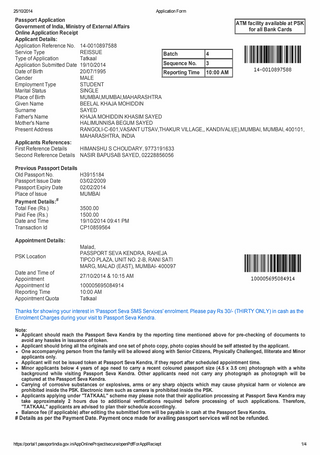 25/10/2014 Application Form
Passport Application
Government of India, Ministry of External Affairs
Online Application Receipt
ATM facility available at PSK
for all Bank Cards
Applicant Details:
Application Reference No. 14-0010897588
Service Type REISSUE
Type of Application Tatkaal
Application Submitted Date 19/10/2014
Date of Birth 20/07/1995
Gender MALE
Employment Type STUDENT
Marital Status SINGLE
Place of Birth MUMBAI,MUMBAI,MAHARASHTRA
Given Name BEELAL KHAJA MOHIDDIN
Surname SAYED
Father's Name KHAJA MOHIDDIN KHASIM SAYED
Mother's Name HALIMUNNISA BEGUM SAYED
Present Address RANGOLI-C-601,VASANT UTSAV,THAKUR VILLAGE,, KANDIVALI(E),MUMBAI, MUMBAI, 400101,
MAHARASHTRA, INDIA
Batch 4
Sequence No. 3
Reporting Time 10:00 AM
14-0010897588
Applicants References:
First Reference Details HIMANSHU S CHOUDARY, 9773191633
Second Reference Details NASIR BAPUSAB SAYED, 02228856056
Previous Passport Details
Old Passport No. H3915184
Passport Issue Date 03/02/2009
Passport Expiry Date 02/02/2014
Place of Issue MUMBAI
Payment Details:#
Total Fee (Rs.) 3500.00
Paid Fee (Rs.) 1500.00
Date and Time 19/10/2014 09:41 PM
Transaction Id CP10859564
Appointment Details:
PSK Location Malad,
PASSPORT SEVA KENDRA, RAHEJA
TIPCO PLAZA, UNIT NO. 2-B, RANI SATI
MARG, MALAD (EAST), MUMBAI 400097
Date and Time of
Appointment 27/10/2014 & 10:15 AM
Appointment Id 100005695084914
Reporting Time 10:00 AM
Appointment Quota Tatkaal
100005695084914
Thanks for showing your interest in 'Passport Seva SMS Services' enrolment. Please pay Rs 30/- (THIRTY ONLY) in cash as the
Enrolment Charges during your visit to Passport Seva Kendra.
Note:
• Applicant should reach the Passport Seva Kendra by the reporting time mentioned above for pre-checking of documents to
avoid any hassles in issuance of token.
• Applicant should bring all the originals and one set of photo copy, photo copies should be self attested by the applicant.
• One accompanying person from the family will be allowed along with Senior Citizens, Physically Challenged, Illiterate and Minor
applicants only.
• Applicant will not be issued token at Passport Seva Kendra, if they report after scheduled appointment time.
• Minor applicants below 4 years of age need to carry a recent coloured passport size (4.5 x 3.5 cm) photograph with a white
background while visiting Passport Seva Kendra. Other applicants need not carry any photograph as photograph will be
captured at the Passport Seva Kendra.
• Carrying of corrosive substances or explosives, arms or any sharp objects which may cause physical harm or violence are
prohibited inside the PSK. Electronic item such as camera is prohibited inside the PSK.
• Applicants applying under "TATKAAL" scheme may please note that their application processing at Passport Seva Kendra may
take approximately 2 hours due to additional verifications required before processing of such applications. Therefore,
"TATKAAL" applicants are advised to plan their schedule accordingly.
• Balance fee (if applicable) after editing the submitted form will be payable in cash at the Passport Seva Kendra.
# Details as per the Payment Date. Payment once made for availing passport services will not be refunded.
1/4